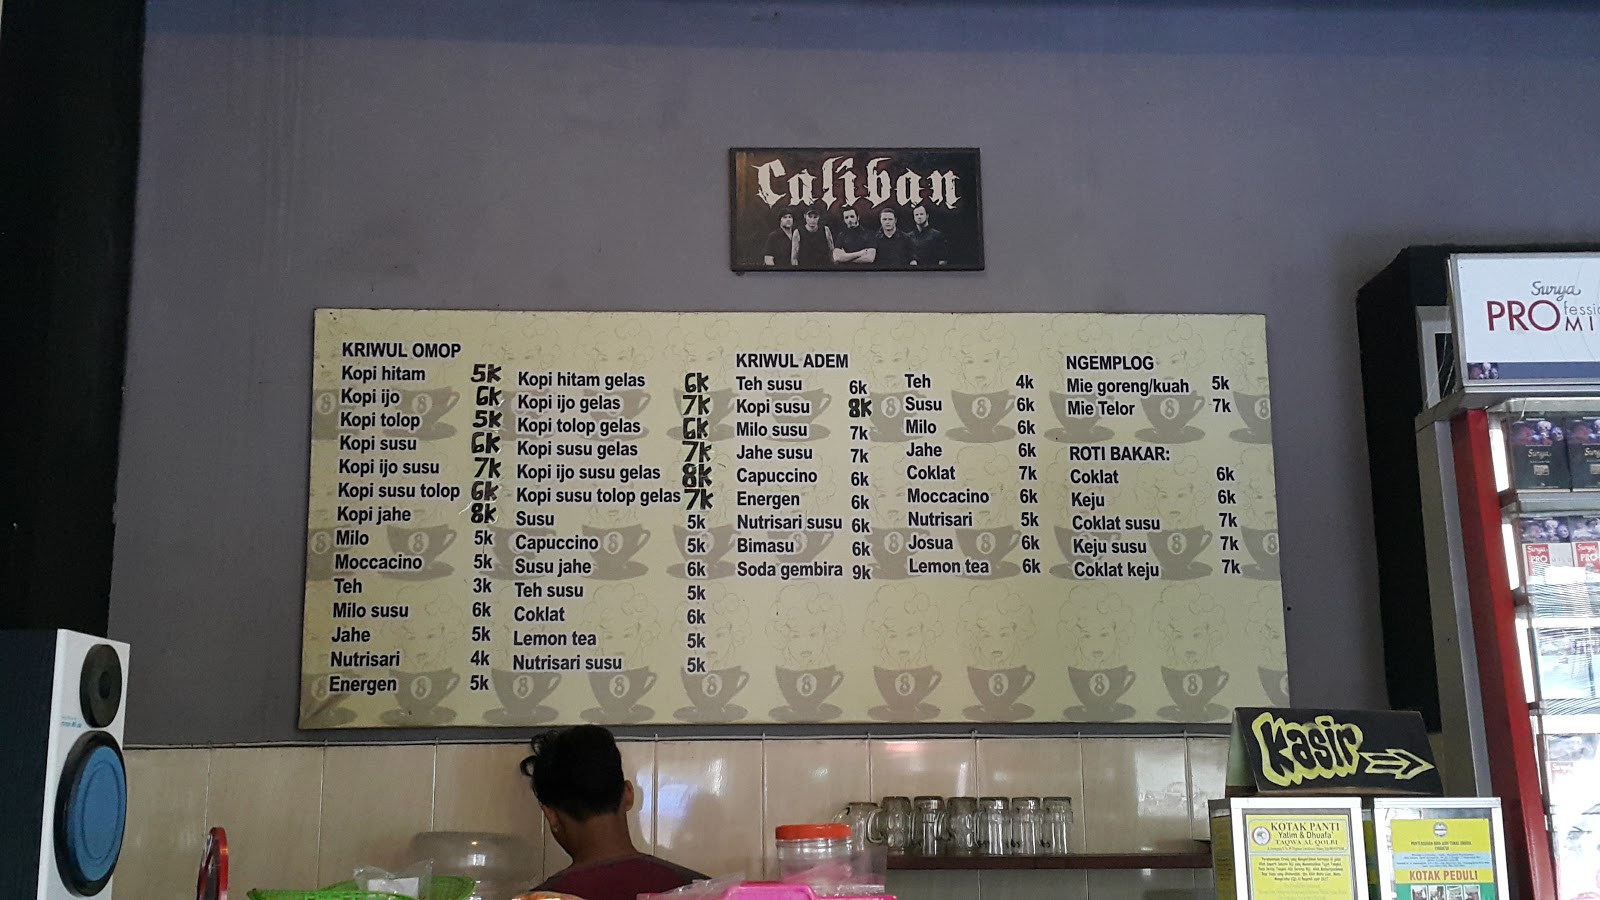 Caliban
KRIWUL OMOP
Kopi hitam 5K
Kopi ijo 6K
Kopi tolop 5K
Kopi susu 6K
Kopi ijo susu 7K
Kopi susu tolop 6K
Kopi jahe 8K
Milo 5k
Moccacino 5k
Teh 3k
Milo susu 6k
Jahe 5k
Nutrisari 4k
Energen 5k
Kopi hitam gelas 6K
Kopi ijo gelas 7K
Kopi tolop gelas 6K
Kopi susu gelas 7K
Kopi ijo susu gelas 8K
Kopi susu tolop gelas 7K
Susu 5k
Capuccino 5k
Susu jahe 6k
Teh susu 5k
Coklat 6k
Lemon tea 5k
Nutrisari susu 5k
KRIWUL ADEM
Teh susu 6k
Kopi susu 8K
Milo susu 7k
Jahe susu 7k
Capuccino 6k
Energen 6k
Nutrisari susu 6k
Bimasu 6k
Soda gembira 9k
Teh 4k
Susu 6k
Milo 6k
Jahe 6k
Coklat 7k
Moccacino 6k
Nutrisari 5k
Josua 6k
Lemon tea 6k
NGEMPLOG
Mie goreng/kuah 5k
Mie Telor 7k
ROTI BAKAR:
Coklat 6k
Keju 6k
Coklat susu 7k
Keju susu 7k
Coklat keju 7k
Surya
PROfessio
MI
Kasir
KOTAK PANTI
Yatim & Dhuafa'
TAQWA AL QOLBI
KOTAK PEDULI